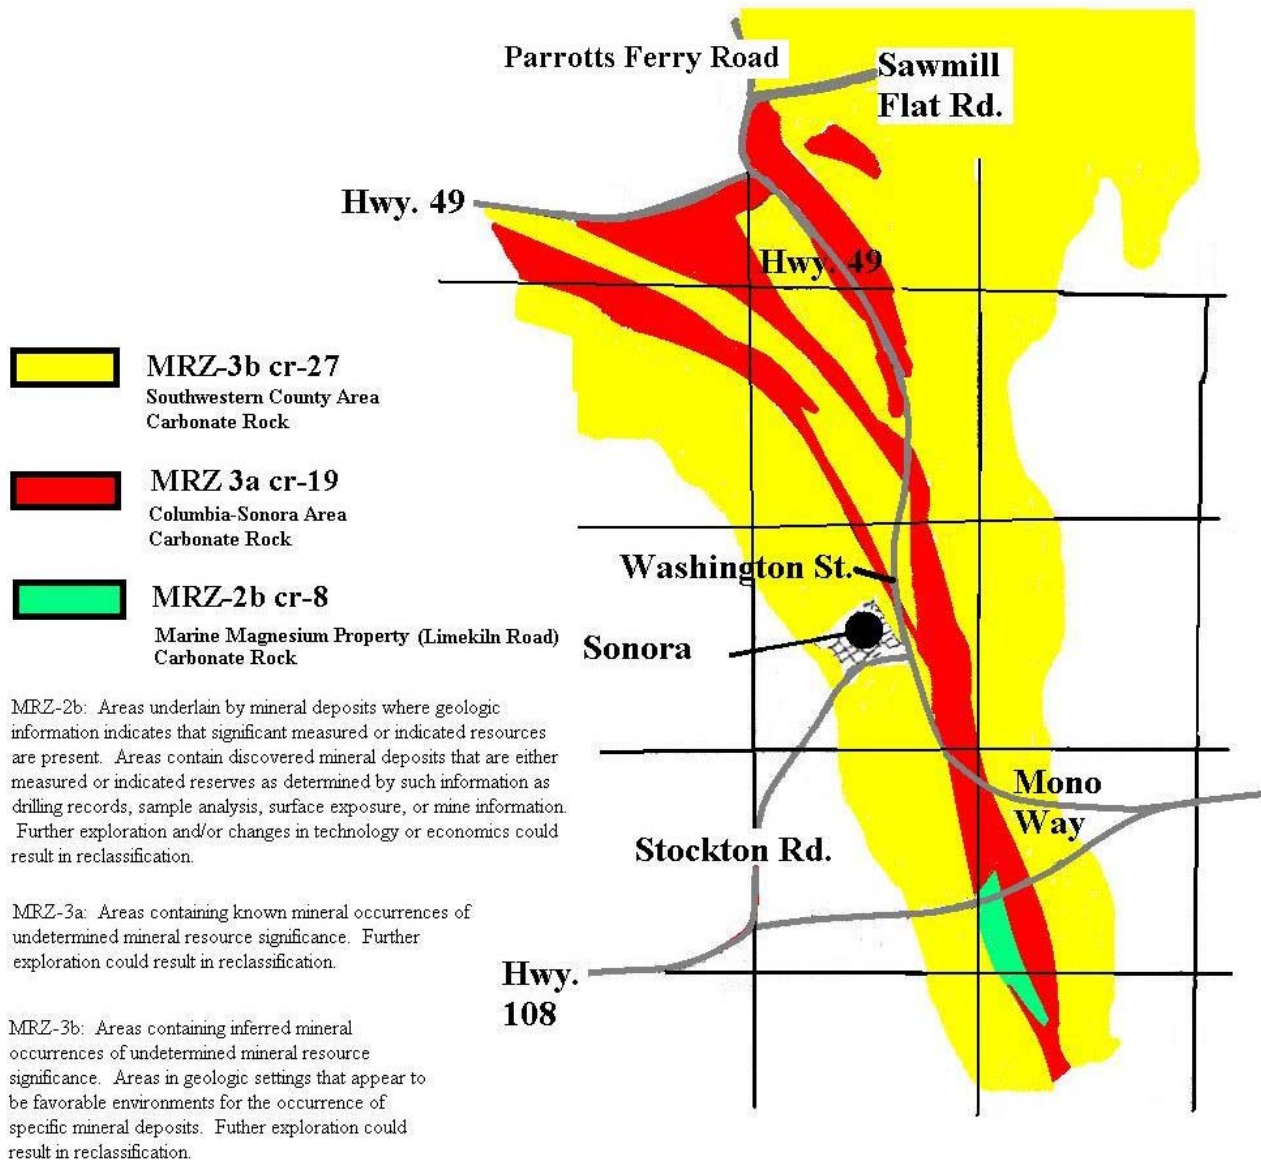 Parrotts Ferry Road
Sawmill
Flat Rd.
Hwy. 49
Hwy. 49
MRZ-3b cr-27
Southwestern County Area
Carbonate Rock
MRZ 3a cr-19
Columbia-Sonora Area
Carbonate Rock
Washington St.
MRZ-2b cr-8
Marine Magnesium Property (Limekiln Road)
Carbonate Rock
Sonora
MRZ-2b: Areas underlain by mineral deposits where geologic
information indicates that significant measured or indicated resources
are present. Areas contain discovered mineral deposits that are either
measured or indicated reserves as determined by such information as
drilling records, sample analysis, surface exposure, or mine information.
Further exploration and/or changes in technology or economics could
result in reclassification.
Mono
Way
Stockton Rd.
MRZ-3a: Areas containing known mineral occurrences of
undetermined mineral resource significance. Further
exploration could result in reclassification.
Hwy.
108
MRZ-3b: Areas containing inferred mineral
occurrences of undetermined mineral resource
significance. Areas in geologic settings that appear to
be favorable environments for the occurrence of
specific mineral deposits. Futher exploration could
result in reclassification.